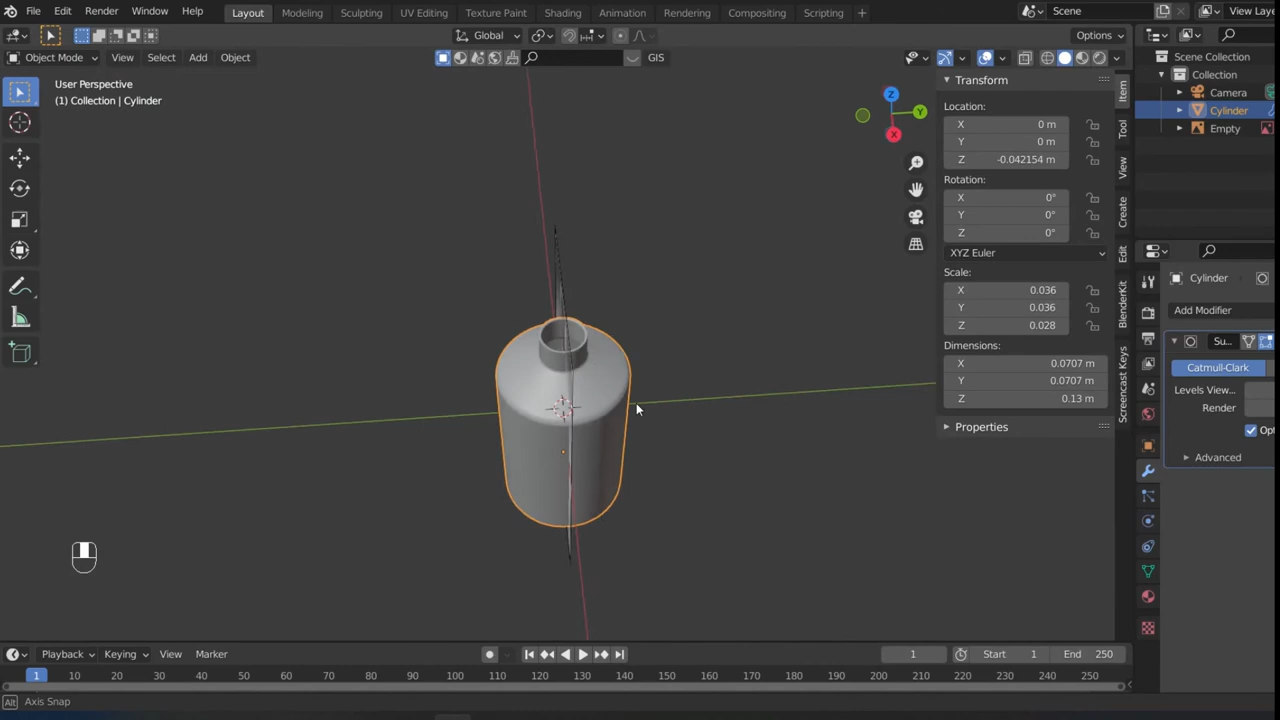 File Edit Render Window Help Layout Modeling Sculpting UV Editing Texture Paint Shading Animation Rendering Compositing Scripting + Scene View Laye
Global Options
Object Mode View Select Add Object GIS
User Perspective
(1) Collection | Cylinder
Z
Y
X
Transform
Location:
X 0 m
Y 0 m
Z -0.042154 m
Rotation:
X 0°
Y 0°
Z 0°
XYZ Euler
Scale:
X 0.036
Y 0.036
Z 0.028
Dimensions:
X 0.0707 m
Y 0.0707 m
Z 0.13 m
Properties
Item
Tool
View
Create
Edit
BlenderKit
Screencast Keys
Scene Collection
Collection
Camera
Cylinder
Empty
Cylinder
Add Modifier
Su...
Catmull-Clark
Levels View...
Render
Opt
Advanced
Playback Keying View Marker 1 Start 1 End 250
1 10 20 30 40 50 60 70 80 90 100 110 120 130 140 150 160 170 180 190 200 210 220 230 240 250
Alt Axis Snap